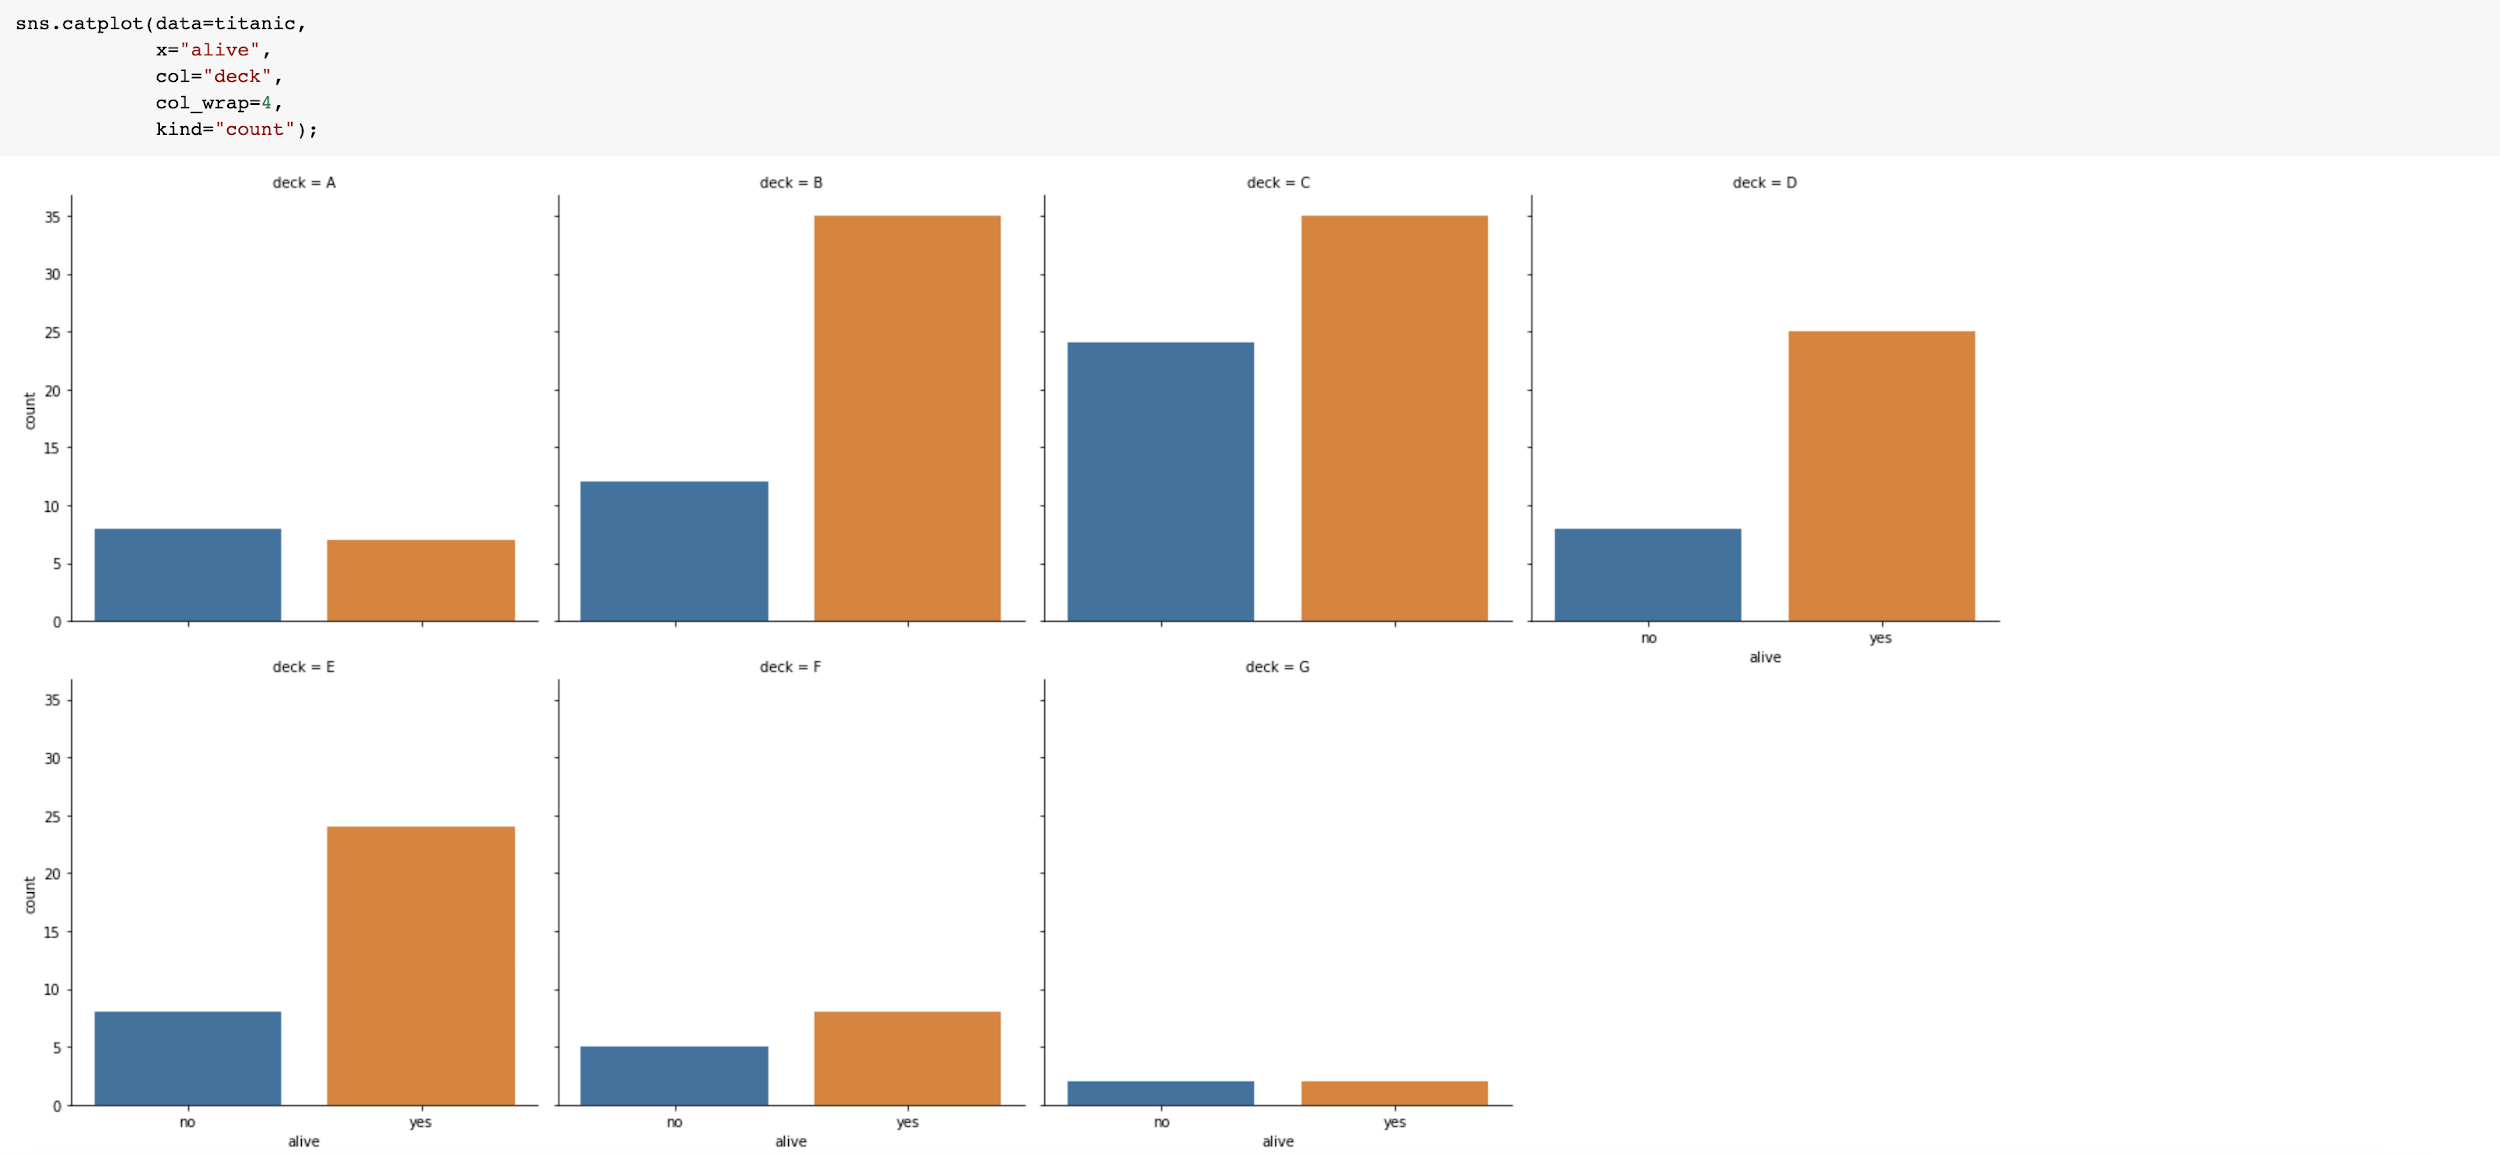 sns.catplot(data=titanic,
            x="alive",
            col="deck",
            col_wrap=4,
            kind="count");
deck = A
deck = B
deck = C
deck = D
35
30
25
20
15
10
5
0
count
no
yes
alive
deck = E
deck = F
deck = G
35
30
25
20
15
10
5
0
count
no
yes
alive
no
yes
alive
no
yes
alive